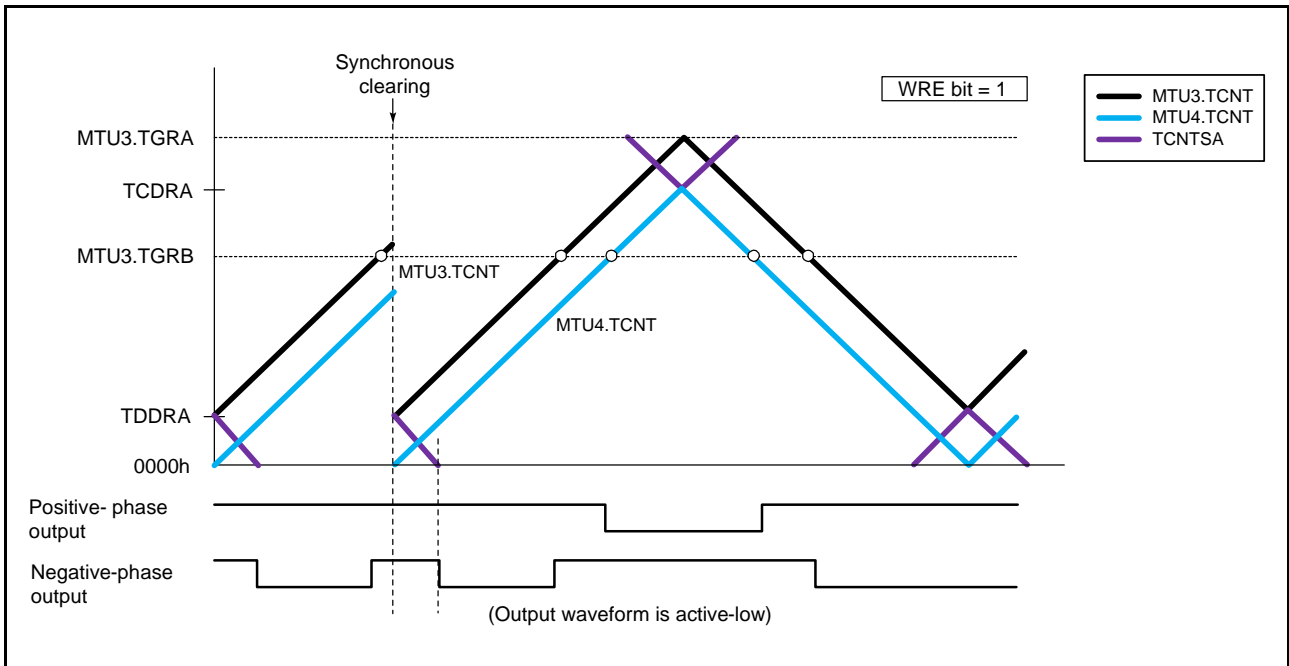 Synchronous
clearing
WRE bit = 1
MTU3.TCNT
MTU4.TCNT
TCNTSA
MTU3.TGRA
TCDRA
MTU3.TGRB
MTU3.TCNT
MTU4.TCNT
TDDRA
0000h
Positive- phase
output
Negative-phase
output
(Output waveform is active-low)